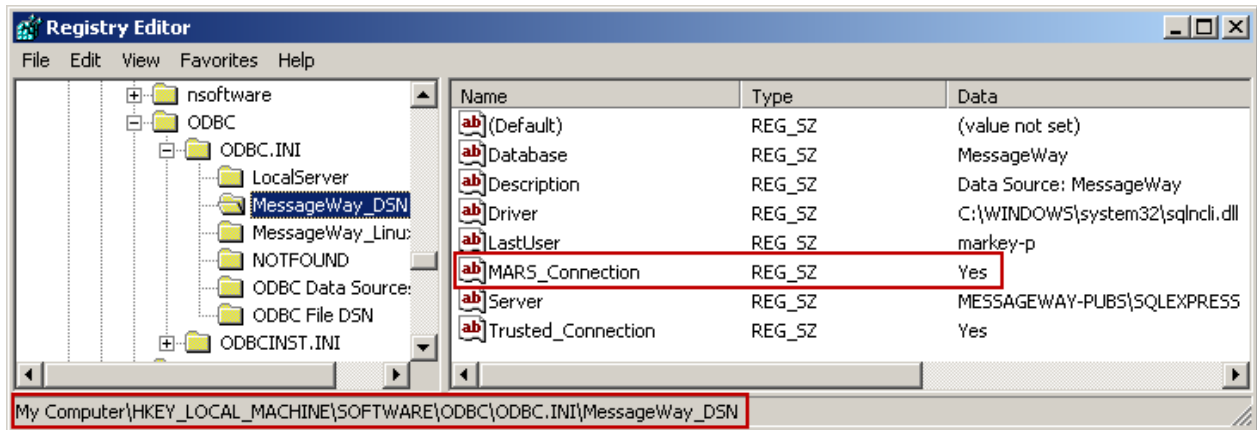 Registry Editor
File Edit View Favorites Help
nsoftware
ODBC
ODBC.INI
LocalServer
MessageWay_DSN
MessageWay_Linux
NOTFOUND
ODBC Data Sources
ODBC File DSN
ODBCINST.INI
Name Type Data
(Default) REG_SZ (value not set)
Database REG_SZ MessageWay
Description REG_SZ Data Source: MessageWay
Driver REG_SZ C:\WINDOWS\system32\sqlncli.dll
LastUser REG_SZ markey-p
MARS_Connection REG_SZ Yes
Server REG_SZ MESSAGEWAY-PUBS\SQLEXPRESS
Trusted_Connection REG_SZ Yes
My Computer\HKEY_LOCAL_MACHINE\SOFTWARE\ODBC\ODBC.INI\MessageWay_DSN